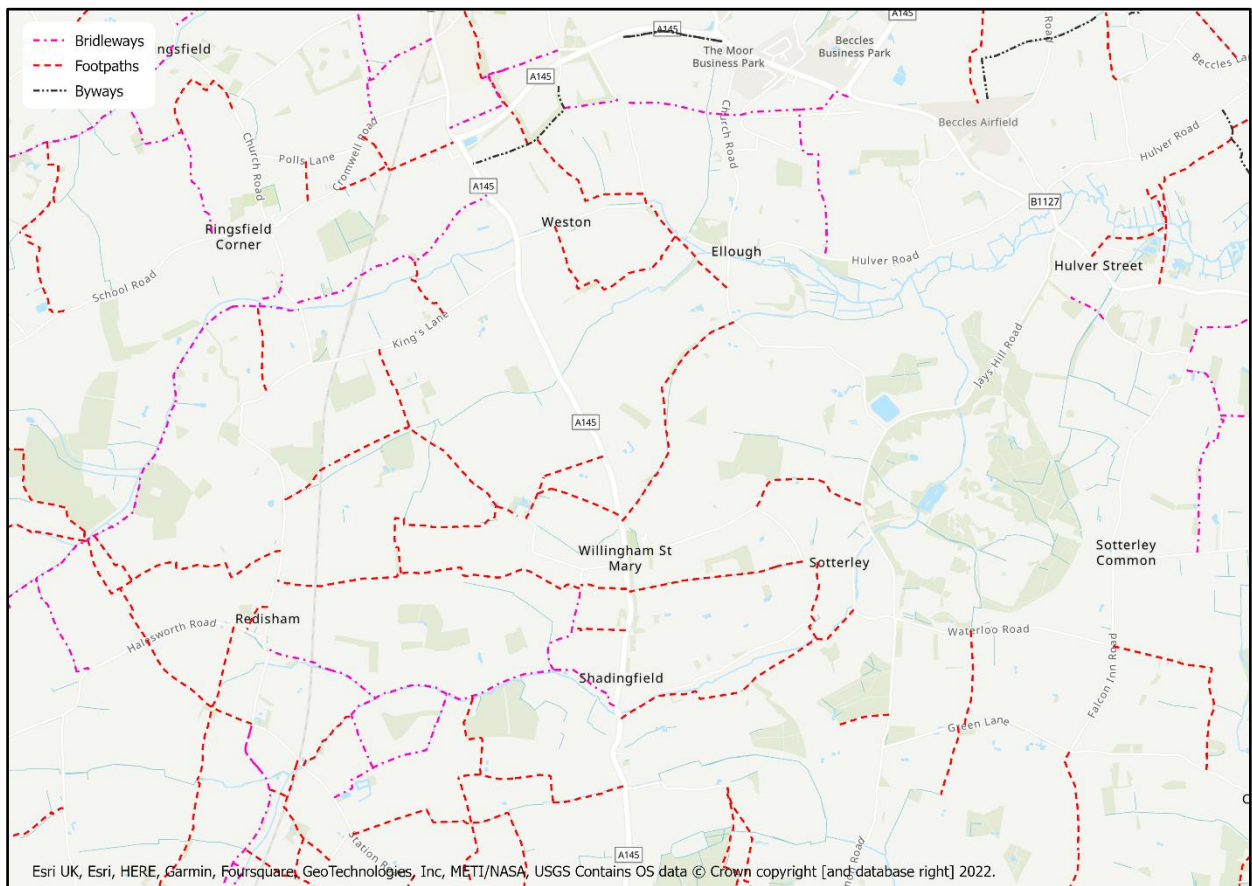 Bridleways
Footpaths
Byways
ngsfield
A145
A145
The Moor
Business Park
Beccles
Business Park
Road
Beccles La
A145
Church Road
Beccles Airfield
Hulver Road
Church Road
Polls Lane
Cromwell Road
A145
B1127
Ringsfield
Corner
Weston
Ellough
Hulver Road
Hulver Street
School Road
King's Lane
Jays Hill Road
A145
Willingham St
Mary
Sotterley
Sotterley
Common
Redisham
Halesworth Road
Waterloo Road
Shadingfield
Falcon Inn Road
Green Lane
Station Ro
A145
Esri UK, Esri, HERE, Garmin, Foursquare, GeoTechnologies, Inc, METI/NASA, USGS Contains OS data © Crown copyright [and database right] 2022.